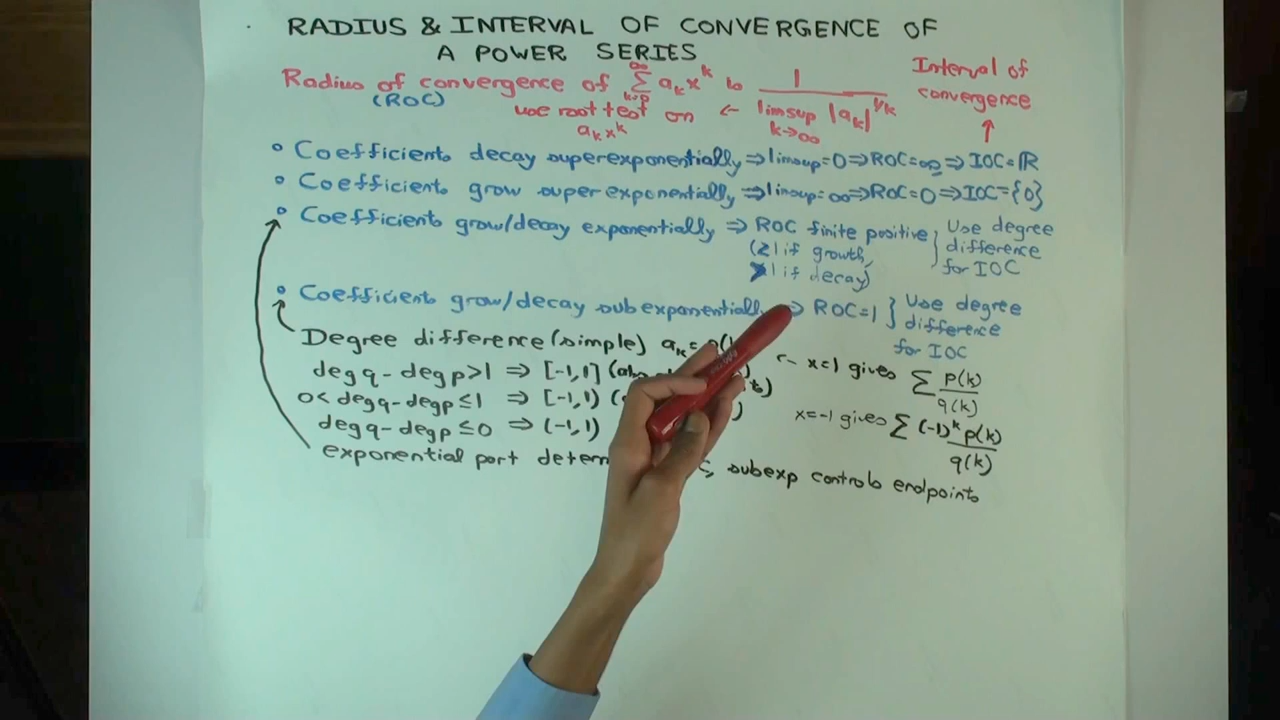 RADIUS & INTERVAL OF CONVERGENCE OF
A POWER SERIES
Radius of convergence of ∞∑k=p aₖxᵏ is 1 / limsup k→∞ |aₖ|^1/k
(ROC)
use root test on ←
aₖxᵏ
Interval of
convergence
↑
• Coefficients decay superexponentially ⇒ limsup=0 ⇒ ROC=∞ ⇒ IOC=ℝ
• Coefficients grow superexponentially ⇒ limsup=∞ ⇒ ROC=0 ⇒ IOC={0}
• Coefficients grow/decay exponentially ⇒ ROC finite positive
if growth,
>1 if decay)
} Use degree
difference
for IOC
• Coefficients grow/decay subexponentially ⇒ ROC=1 } Use degree
difference
for IOC
Degree difference (simple) aₖ=
deg q - deg p > 1 ⇒ [-1,1]
0 < deg q - deg p ≤ 1 ⇒ [-1,1)
deg q - deg p ≤ 0 ⇒ (-1,1)
← x=1 gives ∑ p(k)/q(k)
x=-1 gives ∑ (-1)ᵏ p(k)/q(k)
exponential part subexp controls endpoints